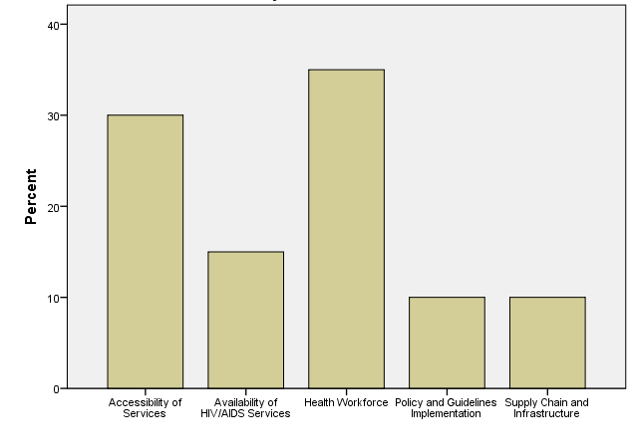 40
30
20
10
0
Percent
Accessibility of
Services
Availability of
HIV/AIDS Services
Health Workforce
Policy and Guidelines
Implementation
Supply Chain and
Infrastructure